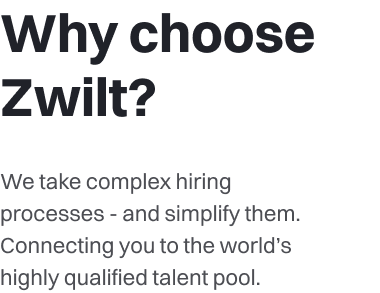 Why choose
Zwilt?
We take complex hiring
processes - and simplify them.
Connecting you to the world’s
highly qualified talent pool.